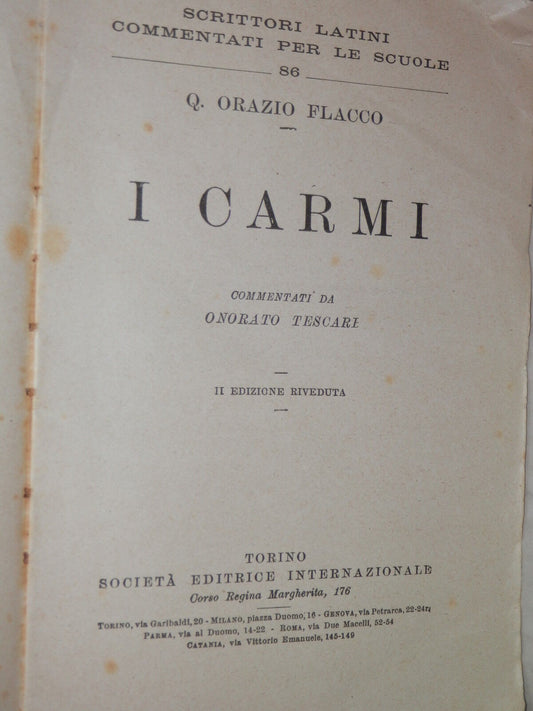 SCRITTORI LATINI
COMMENTATI PER LE SCUOLE
86
Q. ORAZIO FLACCO
I CARMI
COMMENTATI DA
ONORATO TESCARI
II EDIZIONE RIVEDUTA
TORINO
SOCIETÀ EDITRICE INTERNAZIONALE
Corso Regina Margherita, 176
TORINO, via Garibaldi, 20 - MILANO, piazza Duomo, 16 - GENOVA, via Petrarca, 22-24r
PARMA, via al Duomo, 14-22 - ROMA, via Due Macelli, 52-54
CATANIA, via Vittorio Emanuele, 145-149